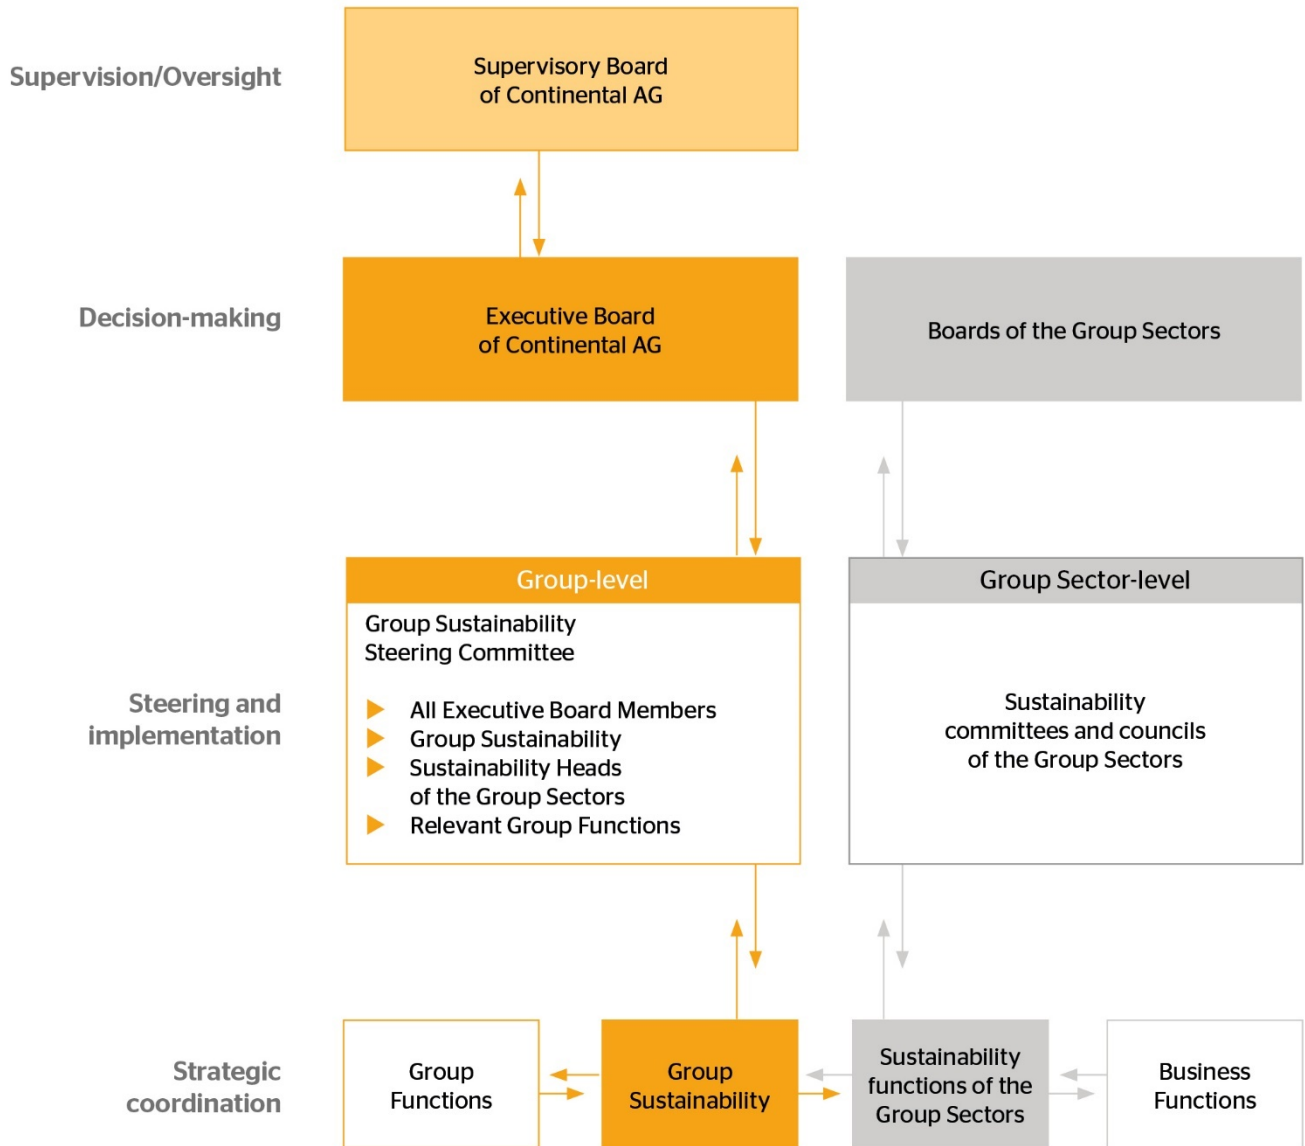 Supervision/Oversight
Supervisory Board
of Continental AG
Decision-making
Executive Board
of Continental AG
Boards of the Group Sectors
Steering and
implementation
Group-level
Group Sustainability
Steering Committee
All Executive Board Members
Group Sustainability
Sustainability Heads
of the Group Sectors
Relevant Group Functions
Group Sector-level
Sustainability
committees and councils
of the Group Sectors
Strategic
coordination
Group
Functions
Group
Sustainability
Sustainability
functions of the
Group Sectors
Business
Functions